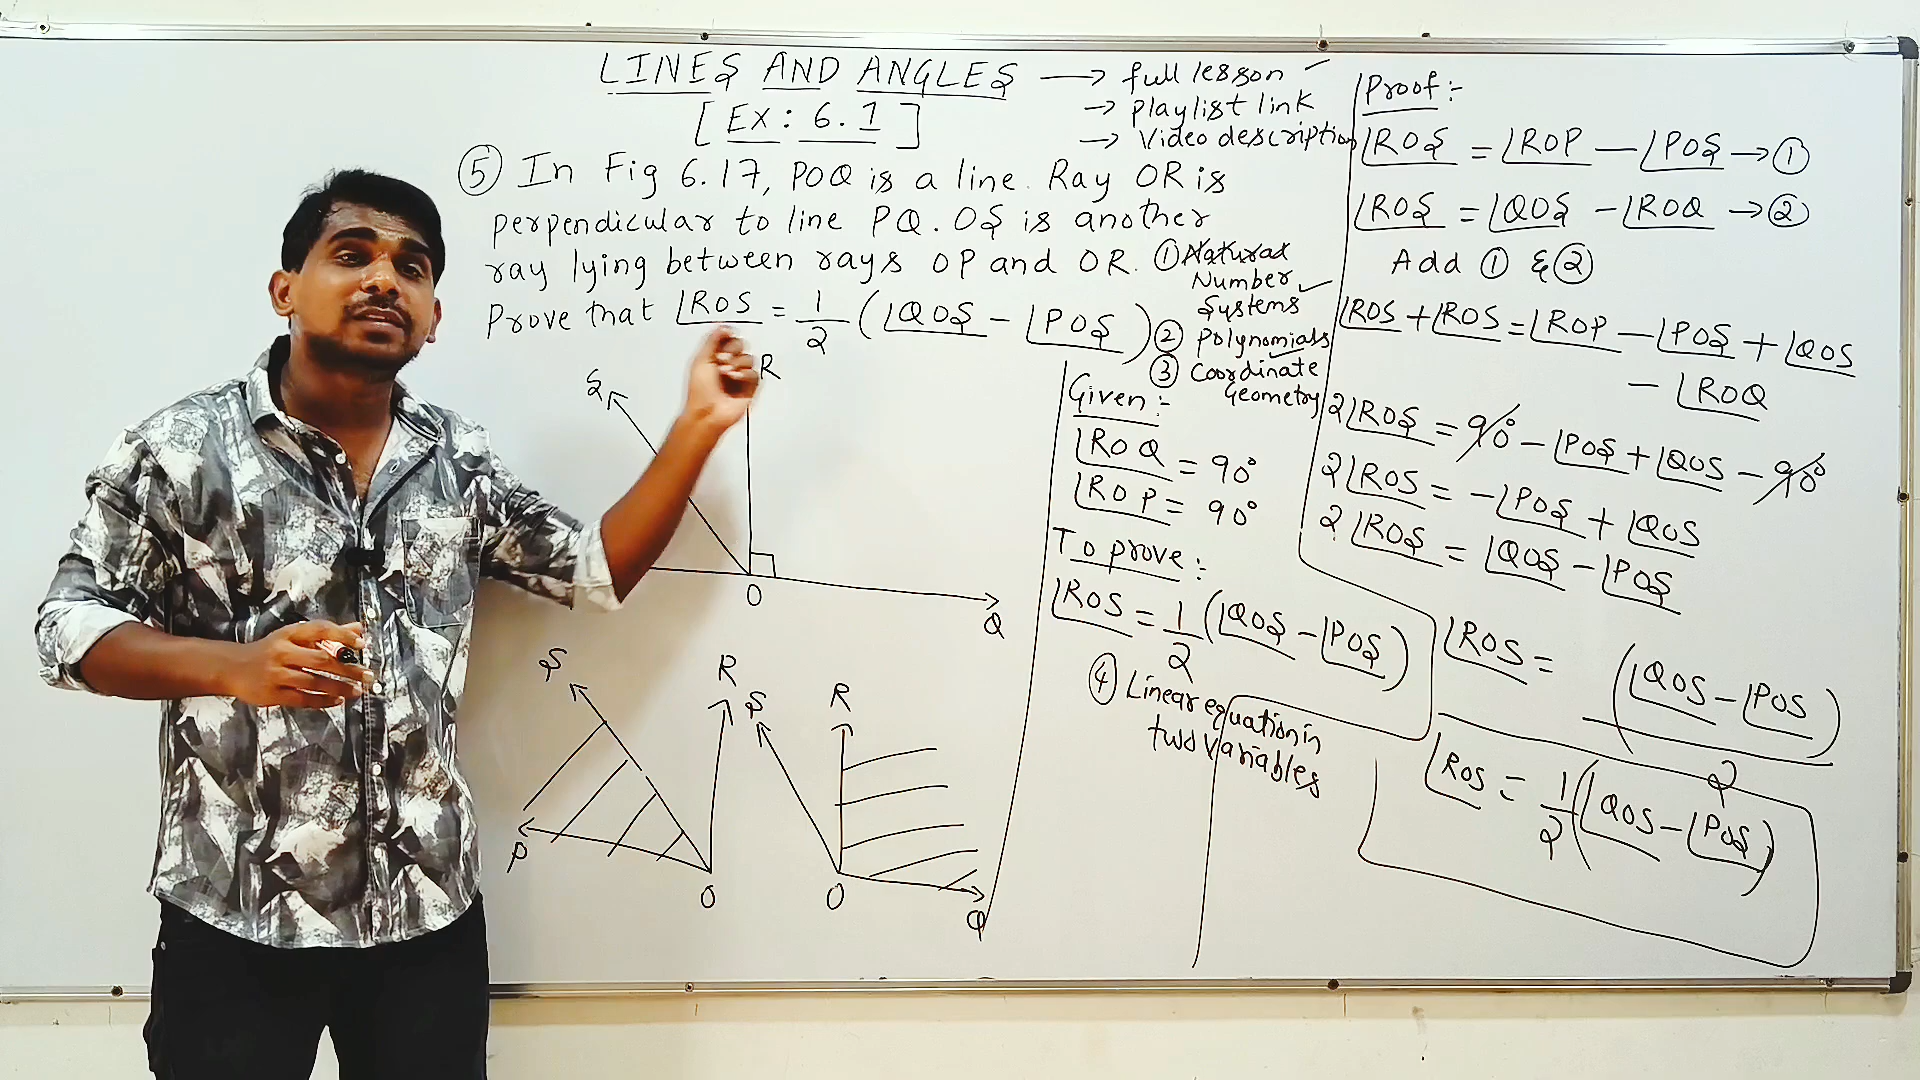 LINES AND ANGLES → full lesson
→ playlist link
→ Video description
[EX: 6.1]
⑤ In Fig 6.17, POQ is a line. Ray OR is
perpendicular to line PQ. OS is another
ray lying between rays OP and OR.
Prove that ∠ROS = 1/2 (∠QOS - ∠POS)
① Natural
Number
Systems
② Polynomials
③ Coordinate
Geometry
S
R
O
Q
S
R
P
O
S
R
O
Q
Given:-
∠ROQ = 90°
∠ROP = 90°
To prove:
∠ROS = 1/2 (∠QOS - ∠POS)
④ Linear equation in
two Variables
Proof:-
∠ROS = ∠ROP - ∠POS → ①
∠ROS = ∠QOS - ∠ROQ → ②
Add ① & ②
∠ROS + ∠ROS = ∠ROP - ∠POS + ∠QOS
- ∠ROQ
2∠ROS = 90° - ∠POS + ∠QOS - 90°
2∠ROS = -∠POS + ∠QOS
2∠ROS = ∠QOS - ∠POS
∠ROS = (∠QOS - ∠POS)
2
∠ROS = 1/2 (∠QOS - ∠POS)